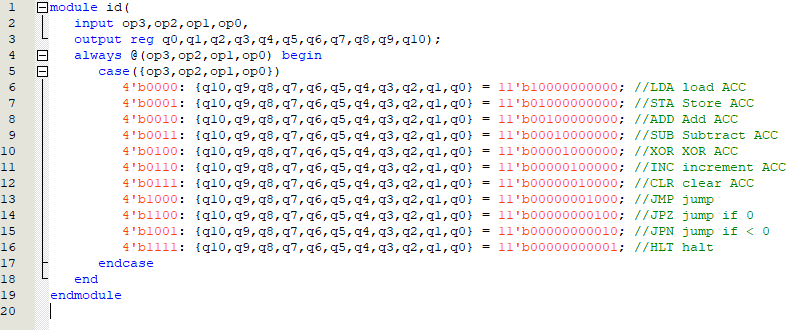 1 module id(
2 input op3,op2,op1,op0,
3 output reg q0,q1,q2,q3,q4,q5,q6,q7,q8,q9,q10);
4 always @(op3,op2,op1,op0) begin
5 case({op3,op2,op1,op0})
6 4'b0000: {q10,q9,q8,q7,q6,q5,q4,q3,q2,q1,q0} = 11'b10000000000; //LDA load ACC
7 4'b0001: {q10,q9,q8,q7,q6,q5,q4,q3,q2,q1,q0} = 11'b01000000000; //STA Store ACC
8 4'b0010: {q10,q9,q8,q7,q6,q5,q4,q3,q2,q1,q0} = 11'b00100000000; //ADD Add ACC
9 4'b0011: {q10,q9,q8,q7,q6,q5,q4,q3,q2,q1,q0} = 11'b00010000000; //SUB Subtract ACC
10 4'b0100: {q10,q9,q8,q7,q6,q5,q4,q3,q2,q1,q0} = 11'b00001000000; //XOR XOR ACC
11 4'b0110: {q10,q9,q8,q7,q6,q5,q4,q3,q2,q1,q0} = 11'b00000100000; //INC increment ACC
12 4'b0111: {q10,q9,q8,q7,q6,q5,q4,q3,q2,q1,q0} = 11'b00000010000; //CLR clear ACC
13 4'b1000: {q10,q9,q8,q7,q6,q5,q4,q3,q2,q1,q0} = 11'b00000001000; //JMP jump
14 4'b1100: {q10,q9,q8,q7,q6,q5,q4,q3,q2,q1,q0} = 11'b00000000100; //JPZ jump if 0
15 4'b1001: {q10,q9,q8,q7,q6,q5,q4,q3,q2,q1,q0} = 11'b00000000010; //JPN jump if < 0
16 4'b1111: {q10,q9,q8,q7,q6,q5,q4,q3,q2,q1,q0} = 11'b00000000001; //HLT halt
17 endcase
18 end
19 endmodule
20